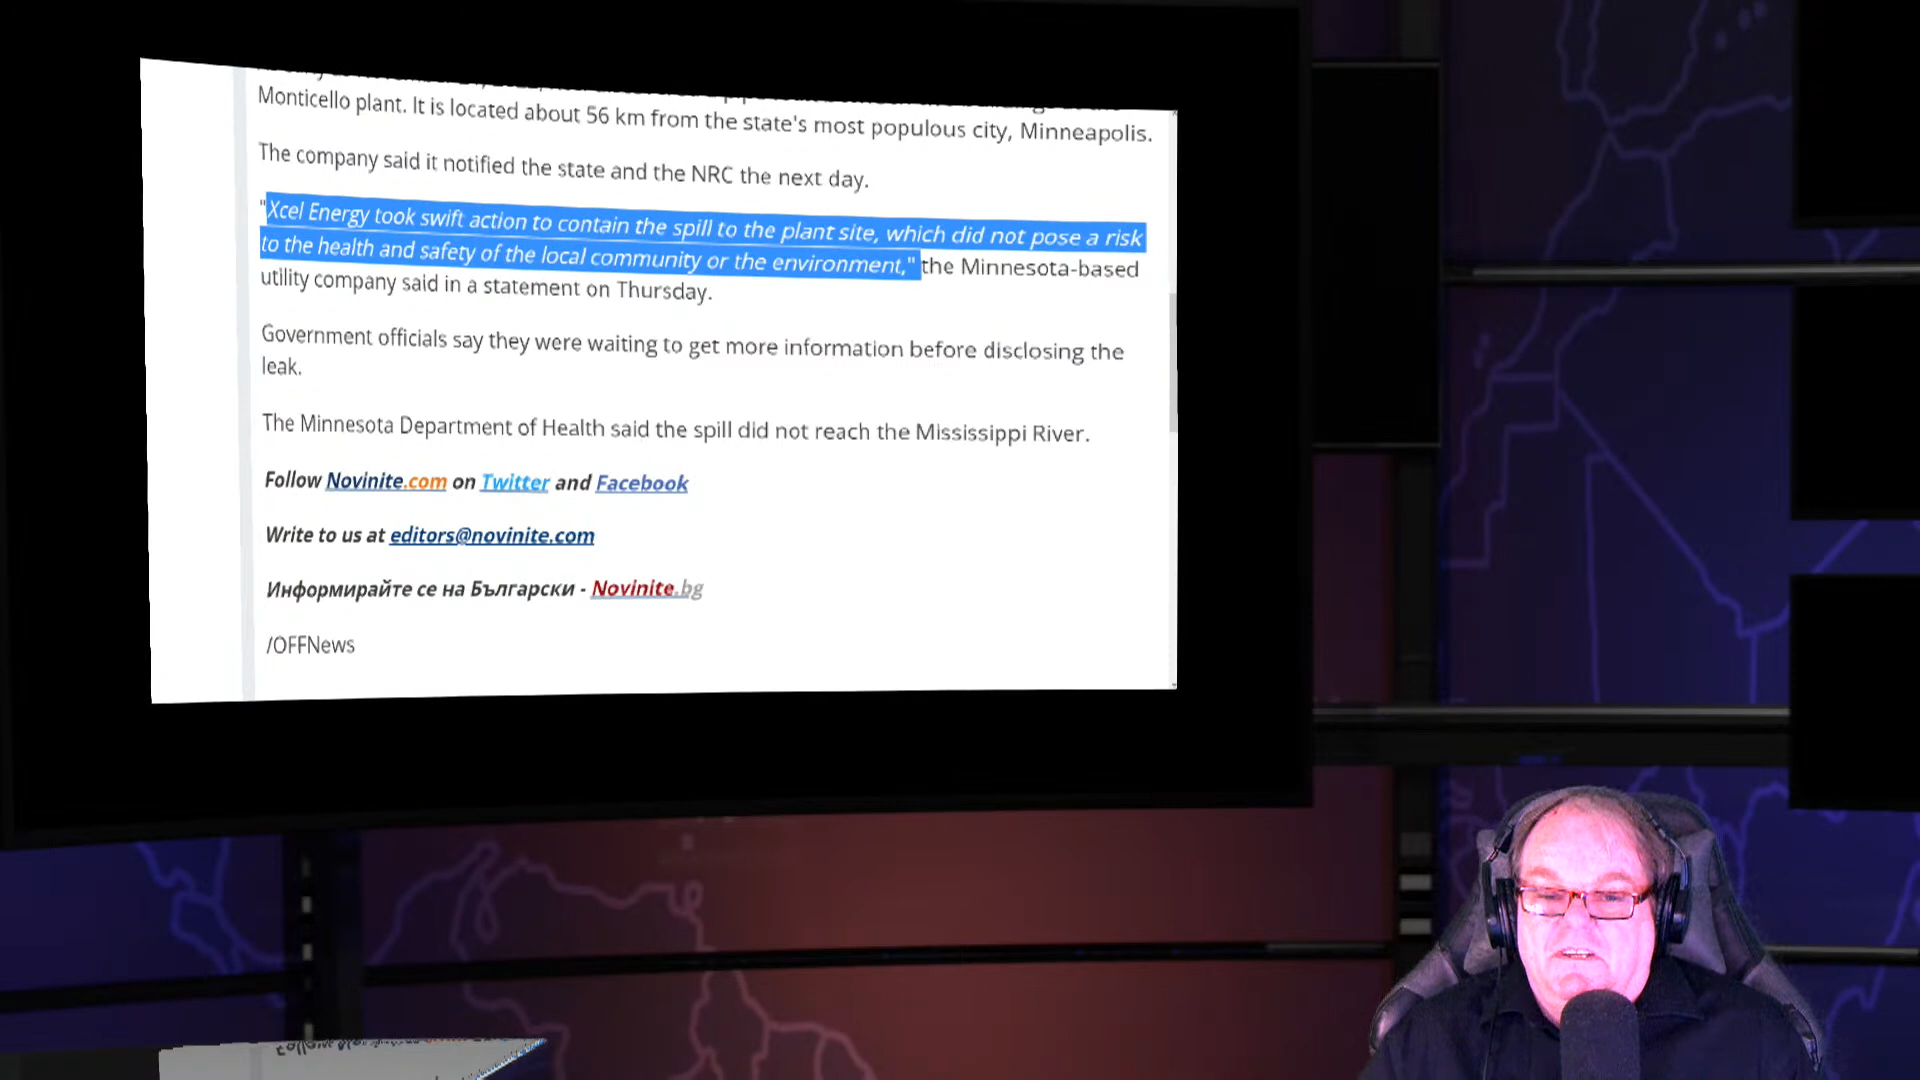 Monticello plant. It is located about 56 km from the state's most populous city, Minneapolis.
The company said it notified the state and the NRC the next day.
"Xcel Energy took swift action to contain the spill to the plant site, which did not pose a risk
to the health and safety of the local community or the environment," the Minnesota-based
utility company said in a statement on Thursday.
Government officials say they were waiting to get more information before disclosing the
leak.
The Minnesota Department of Health said the spill did not reach the Mississippi River.
Follow Novinite.com on Twitter and Facebook
Write to us at editors@novinite.com
Информирайте се на Български - Novinite.bg
/OFFNews